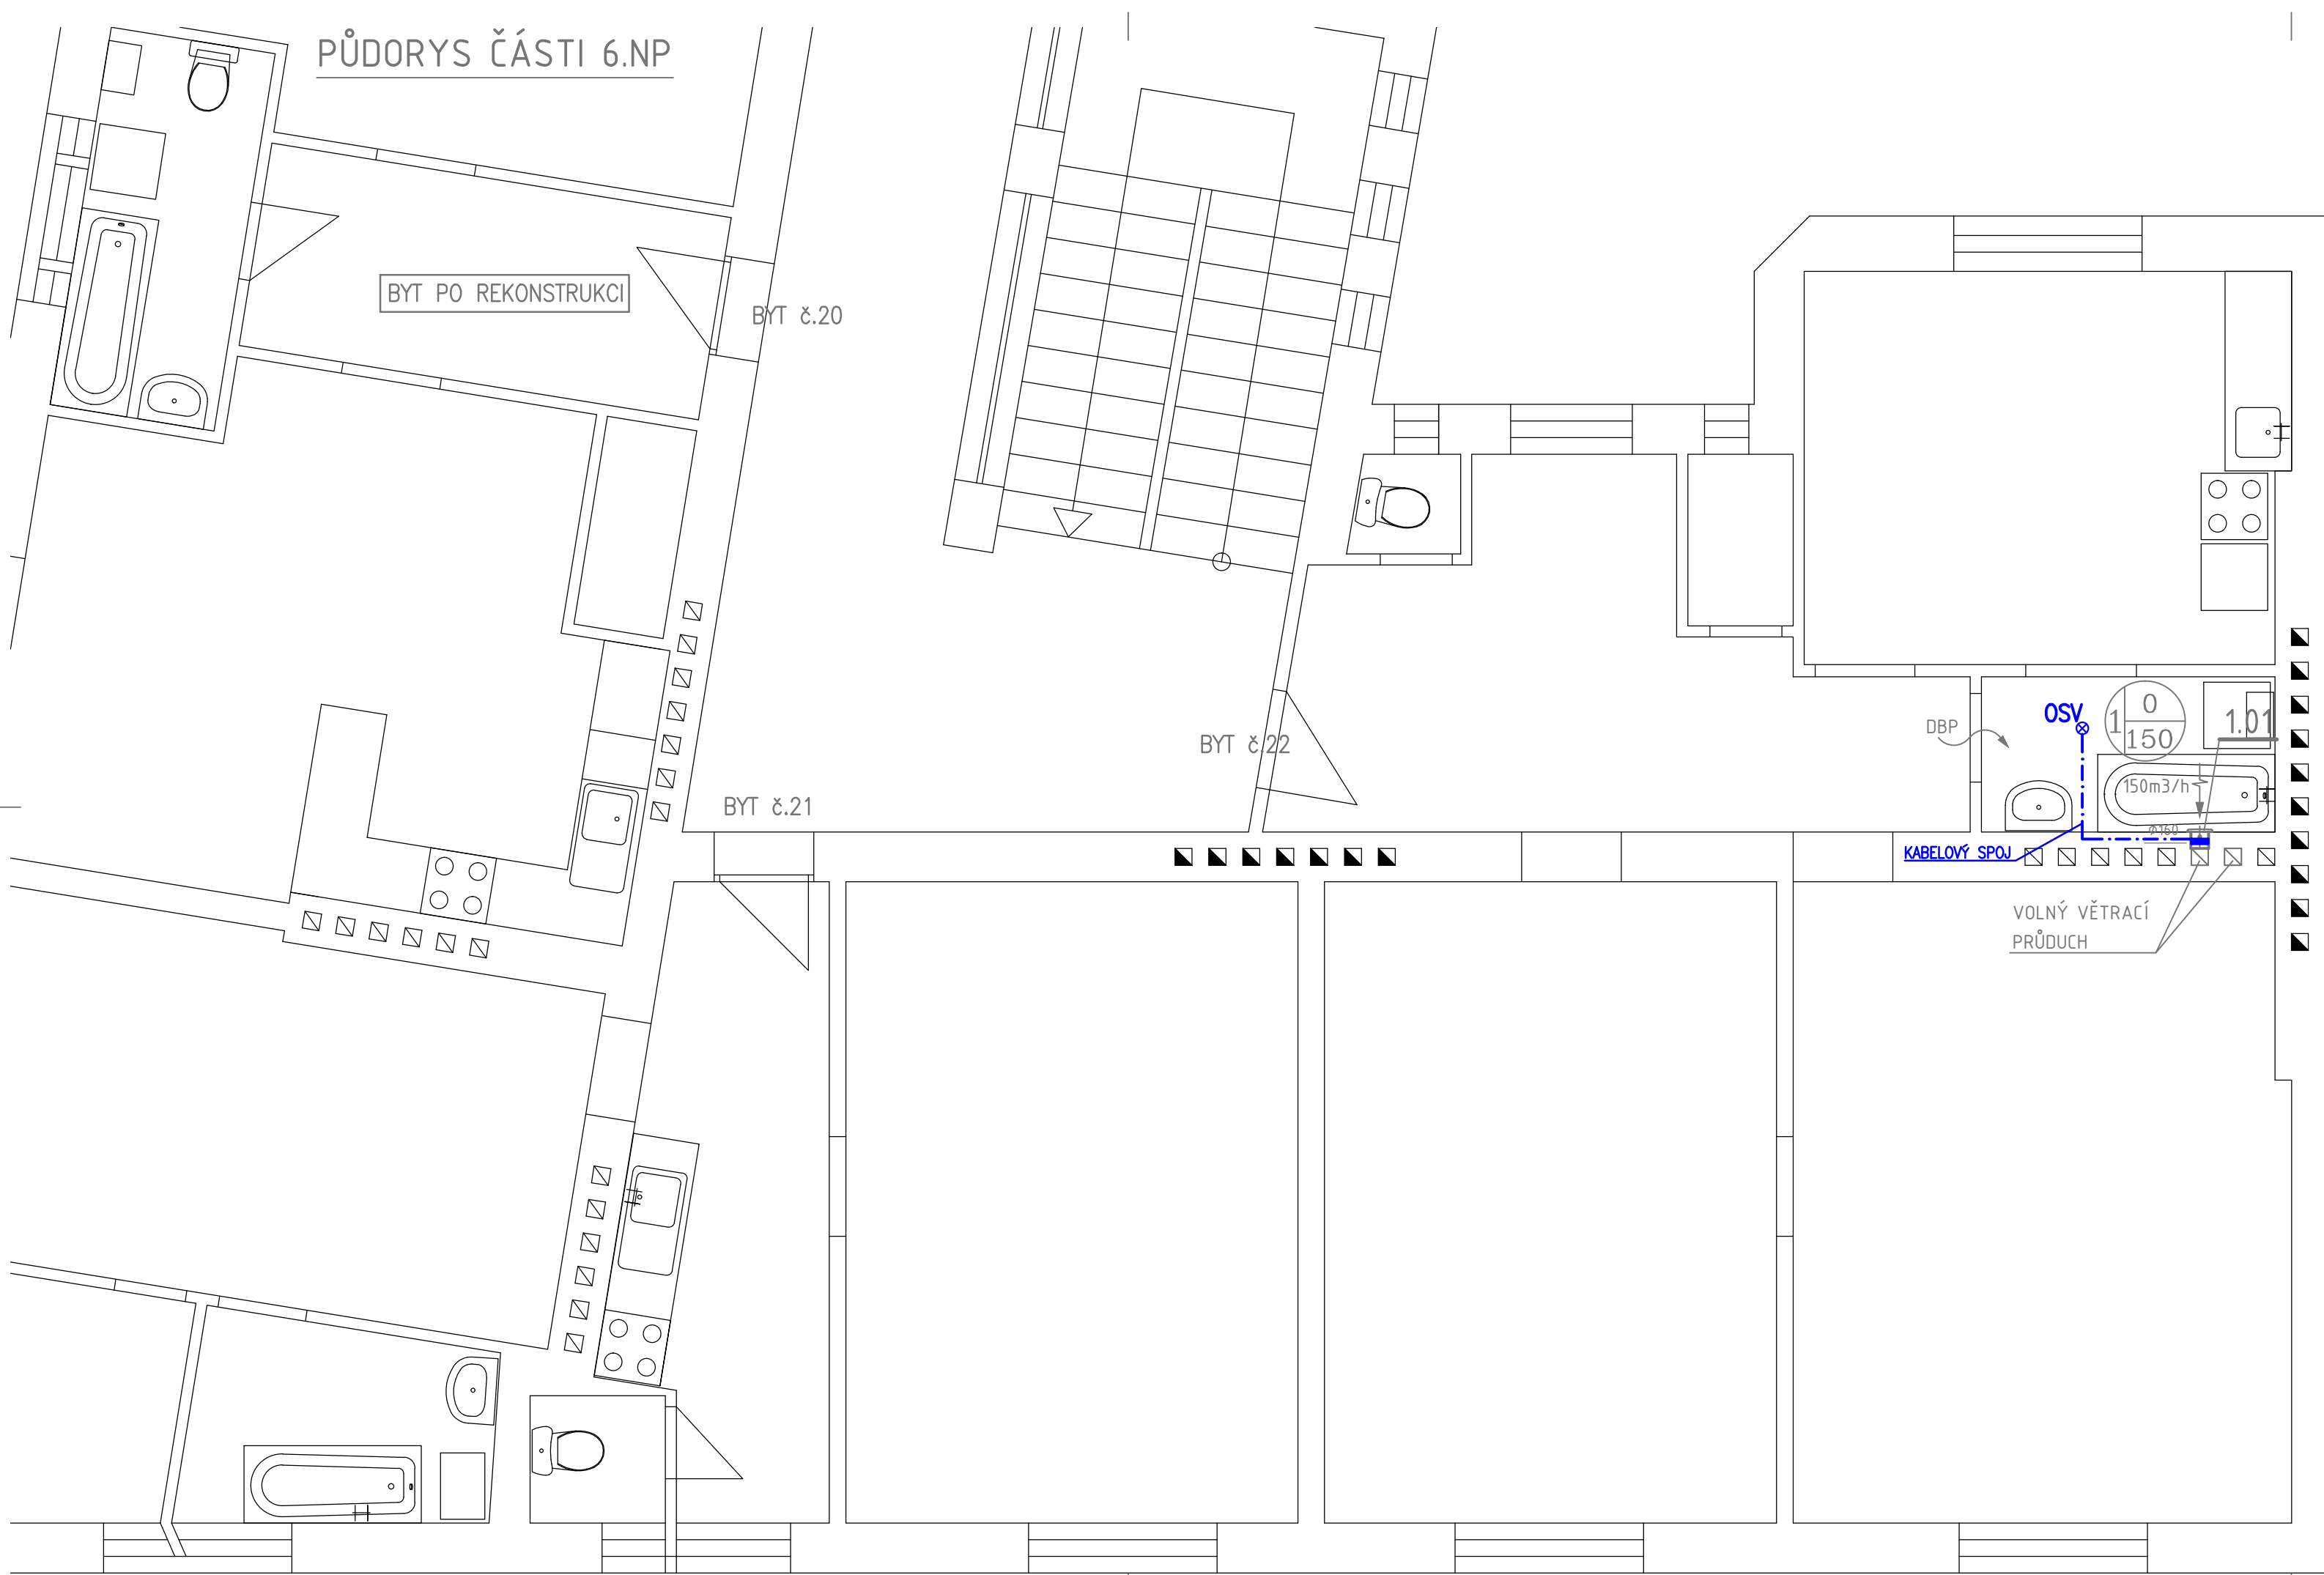 PŮDORYS ČÁSTI 6.NP
BYT PO REKONSTRUKCI
BYT č.20
BYT č.22
BYT č.21
DBP
OSV
1
0
150
1.01
150m3/h
Ø160
KABELOVÝ SPOJ
VOLNÝ VĚTRACÍ
PRŮDUCH